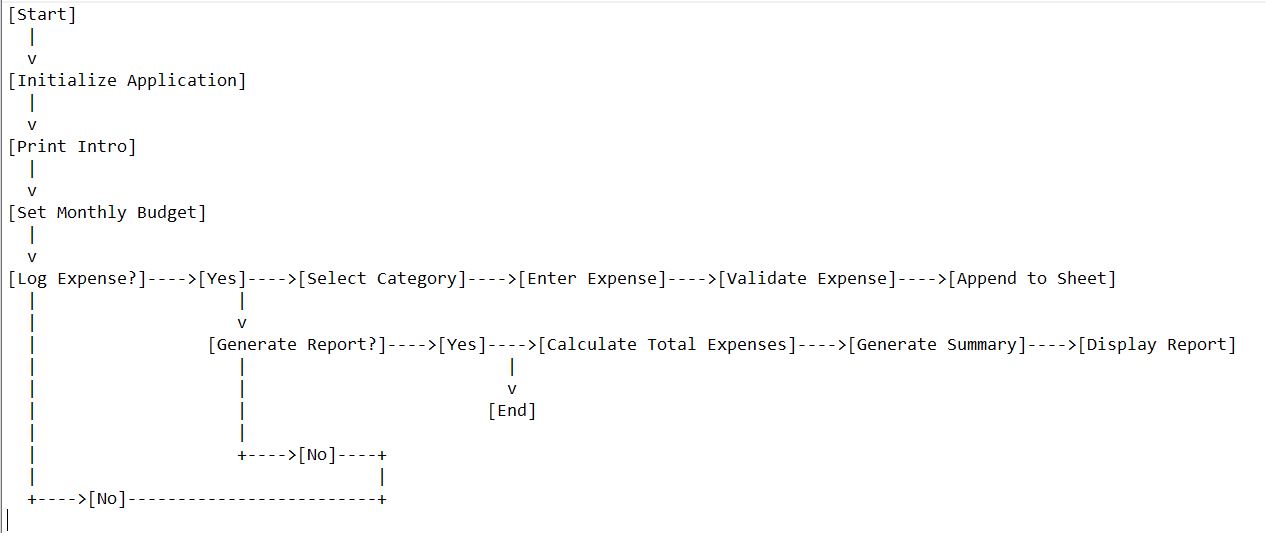 [Start]
   |
   v
[Initialize Application]
   |
   v
[Print Intro]
   |
   v
[Set Monthly Budget]
   |
   v
[Log Expense?]---->[Yes]---->[Select Category]---->[Enter Expense]---->[Validate Expense]---->[Append to Sheet]
   |                    |
   |                    v
   |                 [Generate Report?]---->[Yes]---->[Calculate Total Expenses]---->[Generate Summary]---->[Display Report]
   |                    |                          |
   |                    |                          v
   |                    |                        [End]
   |                    |
   |                    +---->[No]----+
   |                                  |
   +---->[No]-------------------------+